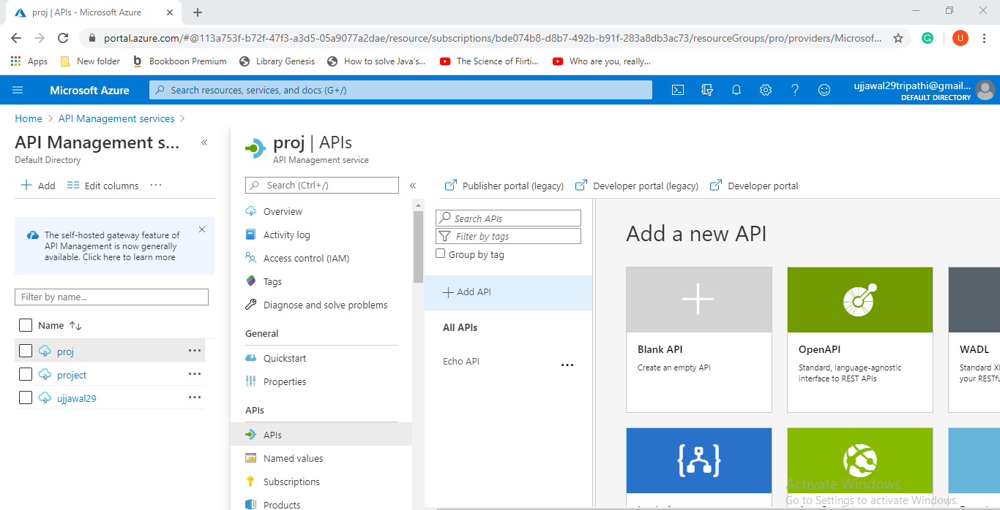 proj | APIs - Microsoft Azure
portal.azure.com/#@113a753f-b72f-47f3-a3d5-05a9077a2dae/resource/subscriptions/bde074b8-d8b7-492b-b91f-283a8db3ac73/resourceGroups/pro/providers/Microsof...
U
Apps
New folder
Bookboon Premium
Library Genesis
How to solve Java's...
The Science of Flirti...
Who are you, really...
Microsoft Azure
Search resources, services, and docs (G+/)
ujjawal29tripathi@gmail...
DEFAULT DIRECTORY
Home > API Management services >
API Management s...
Default Directory
Add
Edit columns
The self-hosted gateway feature of
API Management is now generally
available. Click here to learn more
Filter by name...
Name
proj
project
ujjawal29
proj | APIs
API Management service
Search (Ctrl+/)
Overview
Activity log
Access control (IAM)
Tags
Diagnose and solve problems
General
Quickstart
Properties
APIs
APIs
Named values
Subscriptions
Products
Publisher portal (legacy)
Developer portal (legacy)
Developer portal
Search APIs
Filter by tags
Group by tag
Add API
All APIs
Echo API
Add a new API
Blank API
Create an empty API
OpenAPI
Standard, language-agnostic
interface to REST APIs
WADL
Standard X
your RESTfu
Activate Windows
Go to Settings to activate Windows.